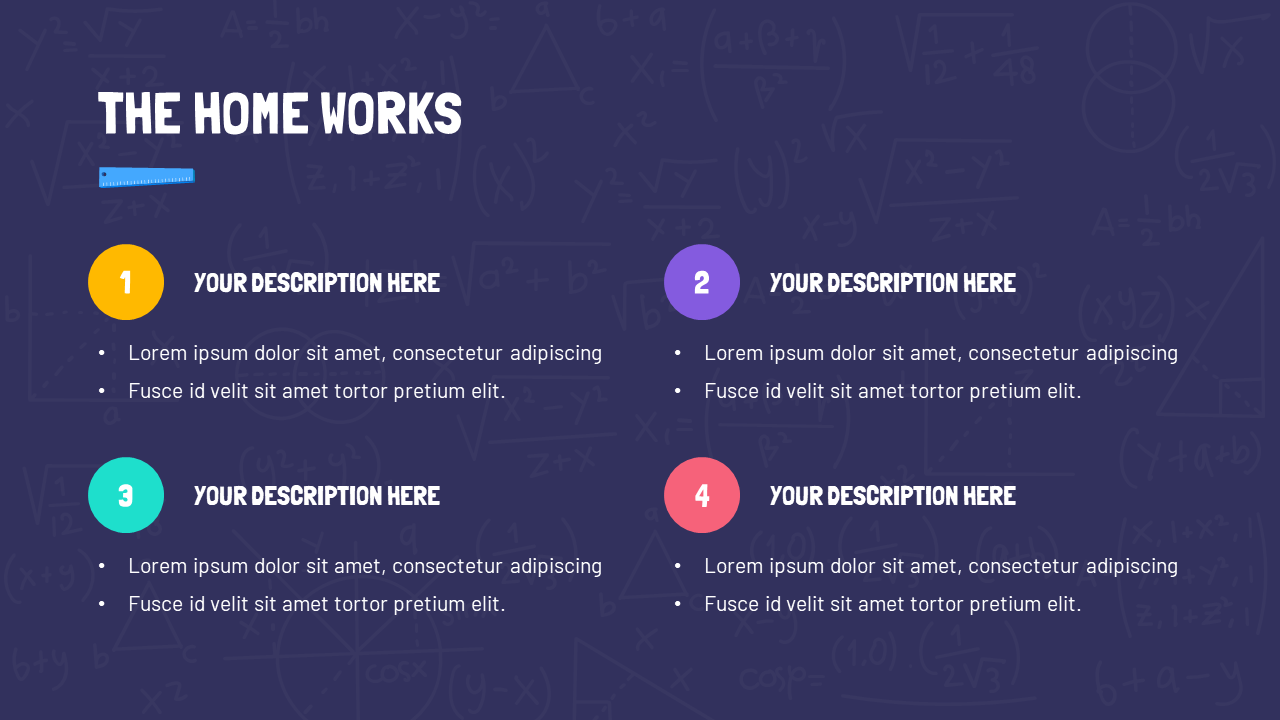 THE HOME WORKS
1
YOUR DESCRIPTION HERE
• Lorem ipsum dolor sit amet, consectetur adipiscing
• Fusce id velit sit amet tortor pretium elit.
2
YOUR DESCRIPTION HERE
• Lorem ipsum dolor sit amet, consectetur adipiscing
• Fusce id velit sit amet tortor pretium elit.
3
YOUR DESCRIPTION HERE
• Lorem ipsum dolor sit amet, consectetur adipiscing
• Fusce id velit sit amet tortor pretium elit.
4
YOUR DESCRIPTION HERE
• Lorem ipsum dolor sit amet, consectetur adipiscing
• Fusce id velit sit amet tortor pretium elit.